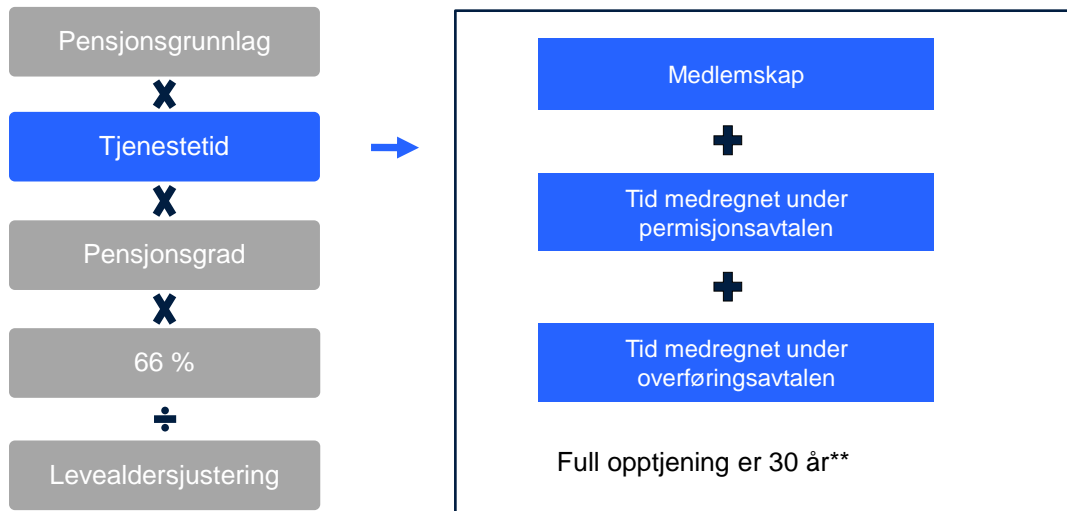 Pensjonsgrunnlag
Tjenestetid
Pensjonsgrad
66 %
Levealdersjustering
Medlemskap
Tid medregnet under
permisjonsavtalen
Tid medregnet under
overføringsavtalen
Full opptjening er 30 år**